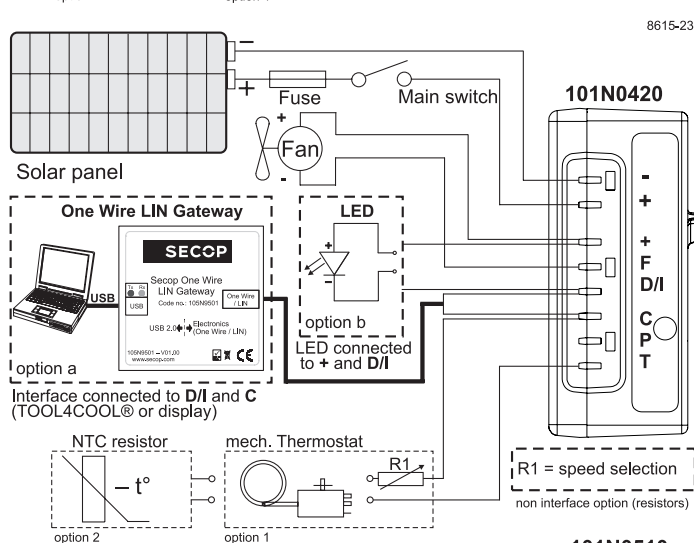 8615-23
101N0420
−
+
Fuse
Main switch
+
Fan
-
Solar panel
-
+
+
F
D/I
C
P
T
One Wire LIN Gateway
SECOP
Tx Rx
USB
USB
Secop One Wire
LIN Gateway
Code no.: 105N9501
One Wire
/ LIN
USB 2.0
Electronics
(One Wire / LIN)
105N9501 – V01,00
www.secop.com
CE
option a
LED
+
–
option b
LED connected
to + and D/I
Interface connected to D/I and C
(TOOL4COOL® or display)
NTC resistor
– t°
option 2
mech. Thermostat
R1
option 1
R1 = speed selection
non interface option (resistors)